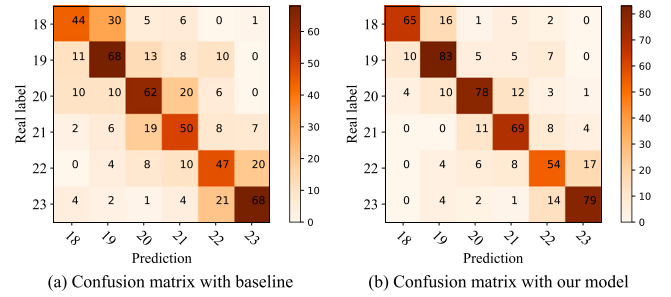 18 44 30 5 6 0 1
19 11 68 13 8 10 0
20 10 10 62 20 6 0
21 2 6 19 50 8 7
22 0 4 8 10 47 20
23 4 2 1 4 21 68
18 19 20 21 22 23
Real label
Prediction
60
50
40
30
20
10
0
(a) Confusion matrix with baseline
18 65 16 1 5 2 0
19 10 83 5 5 7 0
20 4 10 78 12 3 1
21 0 0 11 69 8 4
22 0 4 6 8 54 17
23 0 4 2 1 14 79
18 19 20 21 22 23
Real label
Prediction
80
70
60
50
40
30
20
10
0
(b) Confusion matrix with our model